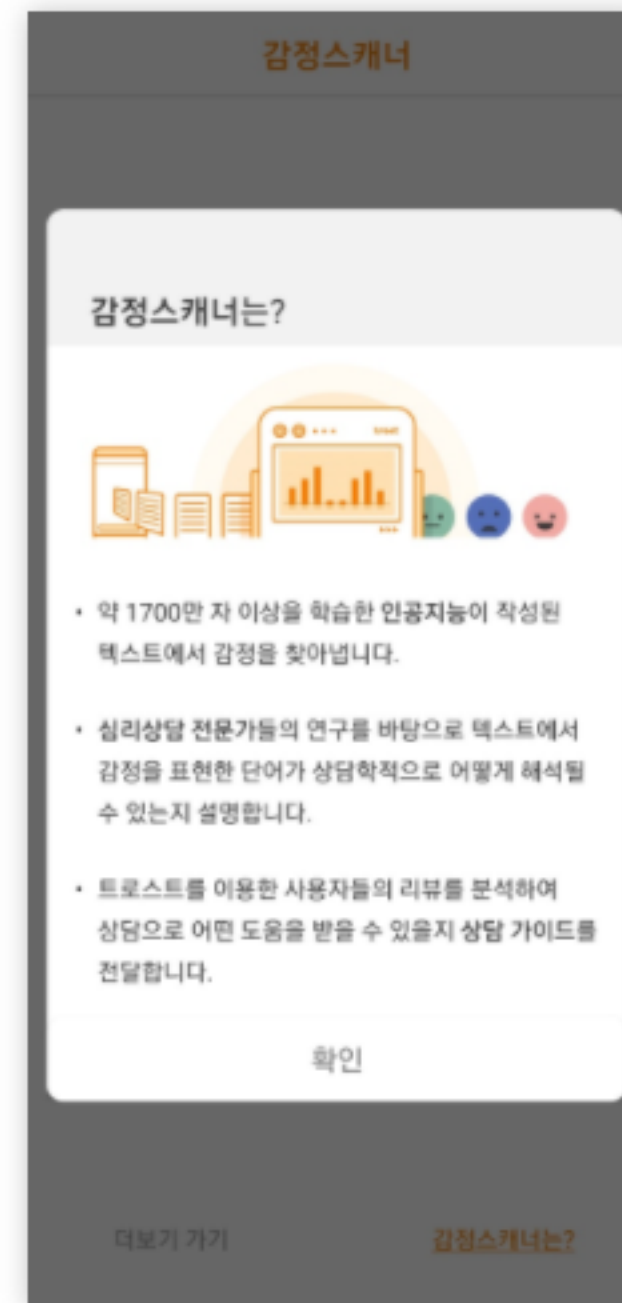 감정스캐너
감정스캐너는?
• 약 1700만 자 이상을 학습한 인공지능이 작성된
텍스트에서 감정을 찾아냅니다.
• 심리상담 전문가들의 연구를 바탕으로 텍스트에서
감정을 표현한 단어가 상담학적으로 어떻게 해석될
수 있는지 설명합니다.
• 트로스트를 이용한 사용자들의 리뷰를 분석하여
상담으로 어떤 도움을 받을 수 있을지 상담 가이드를
전달합니다.
확인
더보기 가기
감정스캐너는?